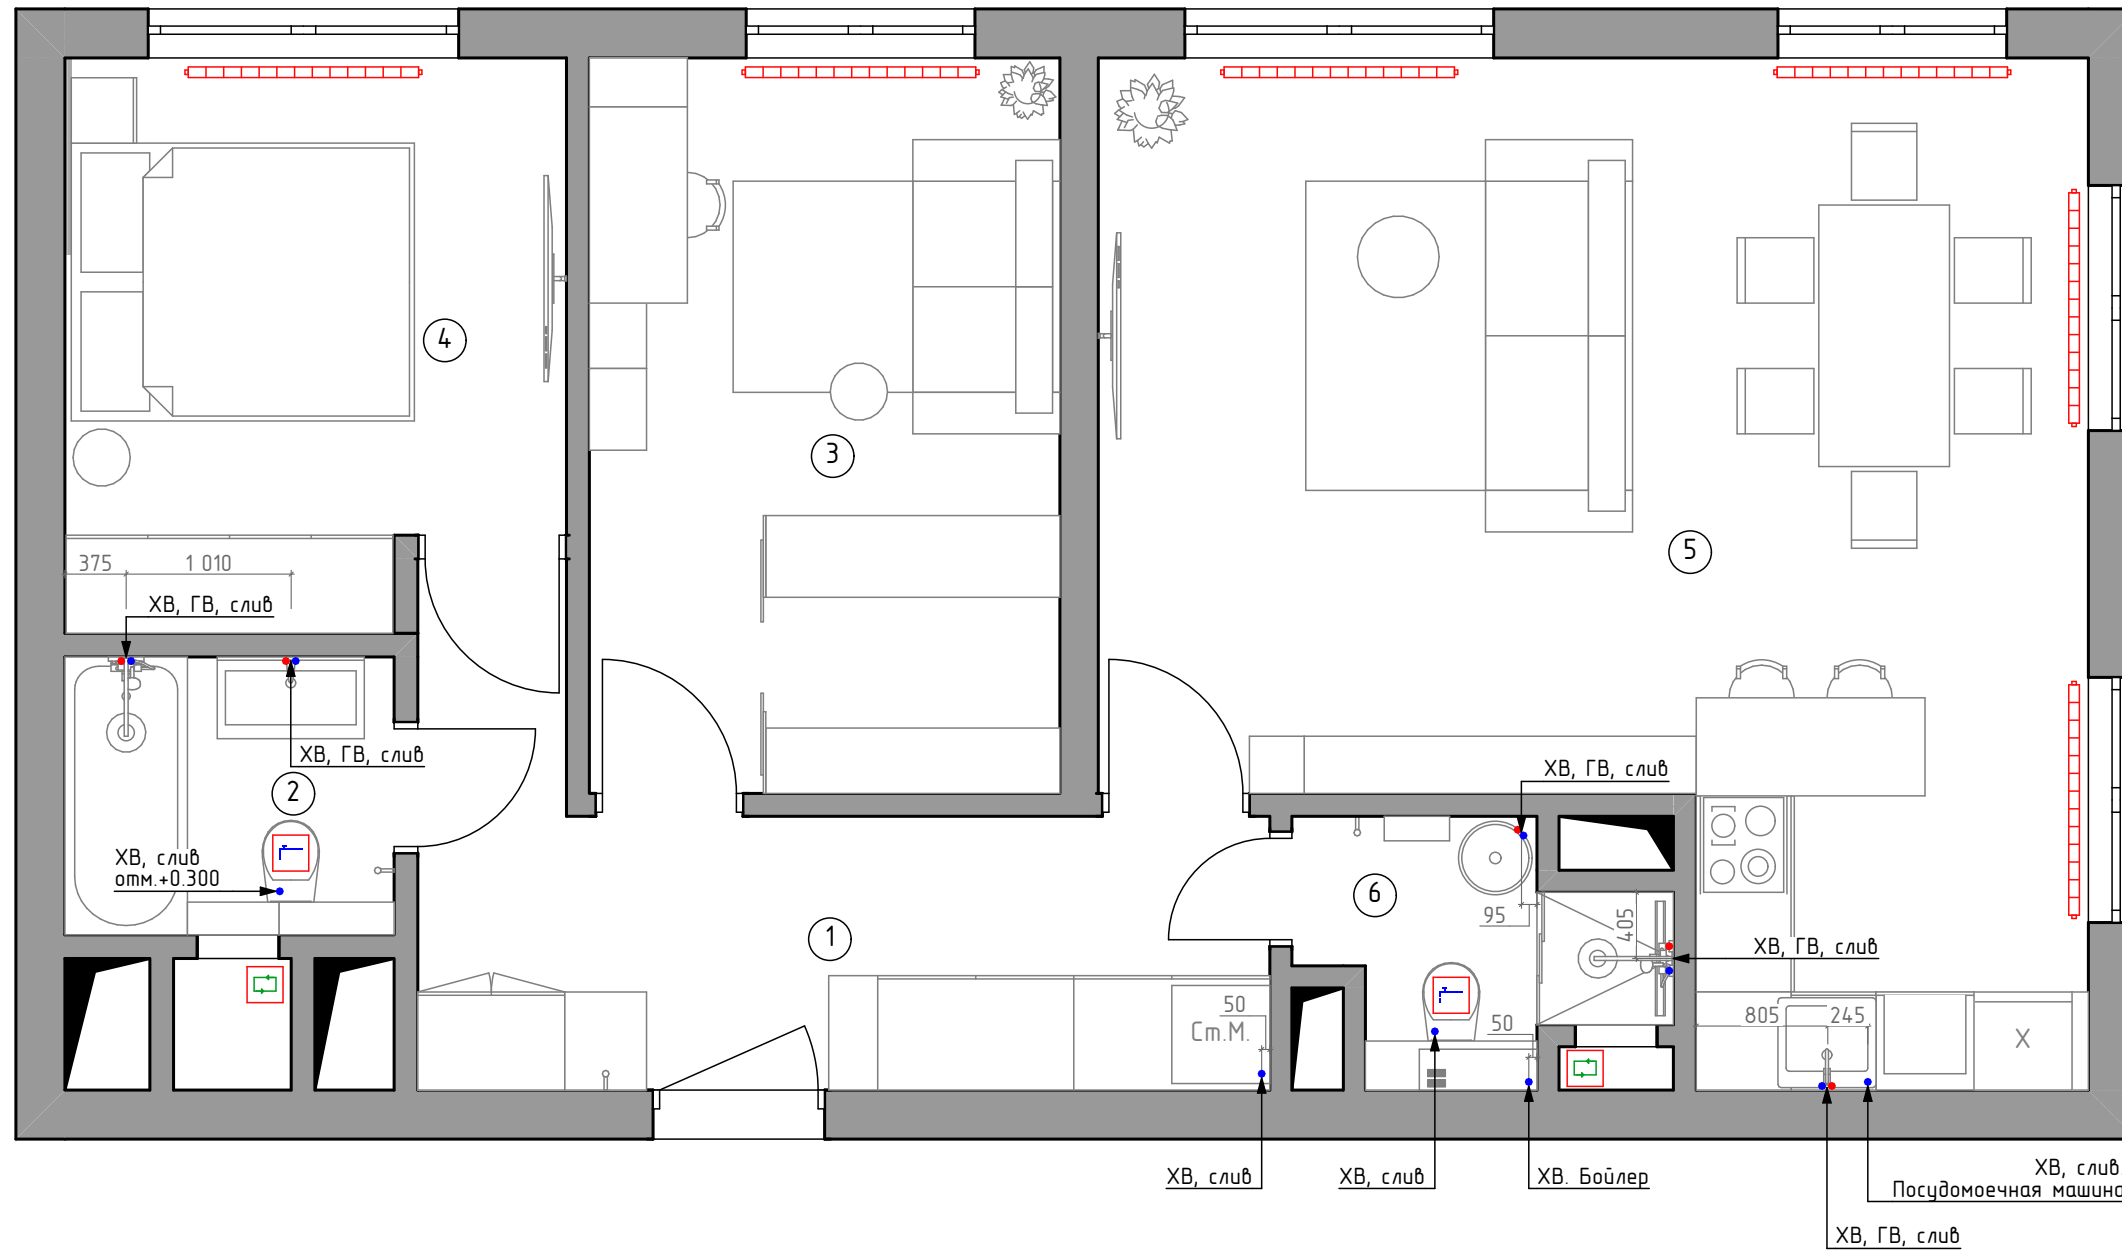 4
3
5
375
1 010
ХВ, ГВ, слив
ХВ, ГВ, слив
2
ХВ, слив
отм.+0.300
ХВ, ГВ, слив
6
95
405
1
ХВ, ГВ, слив
50
Ст.М.
50
805
245
Х
ХВ, слив
ХВ, слив
ХВ. Бойлер
ХВ, слив.
Посудомоечная машина
ХВ, ГВ, слив